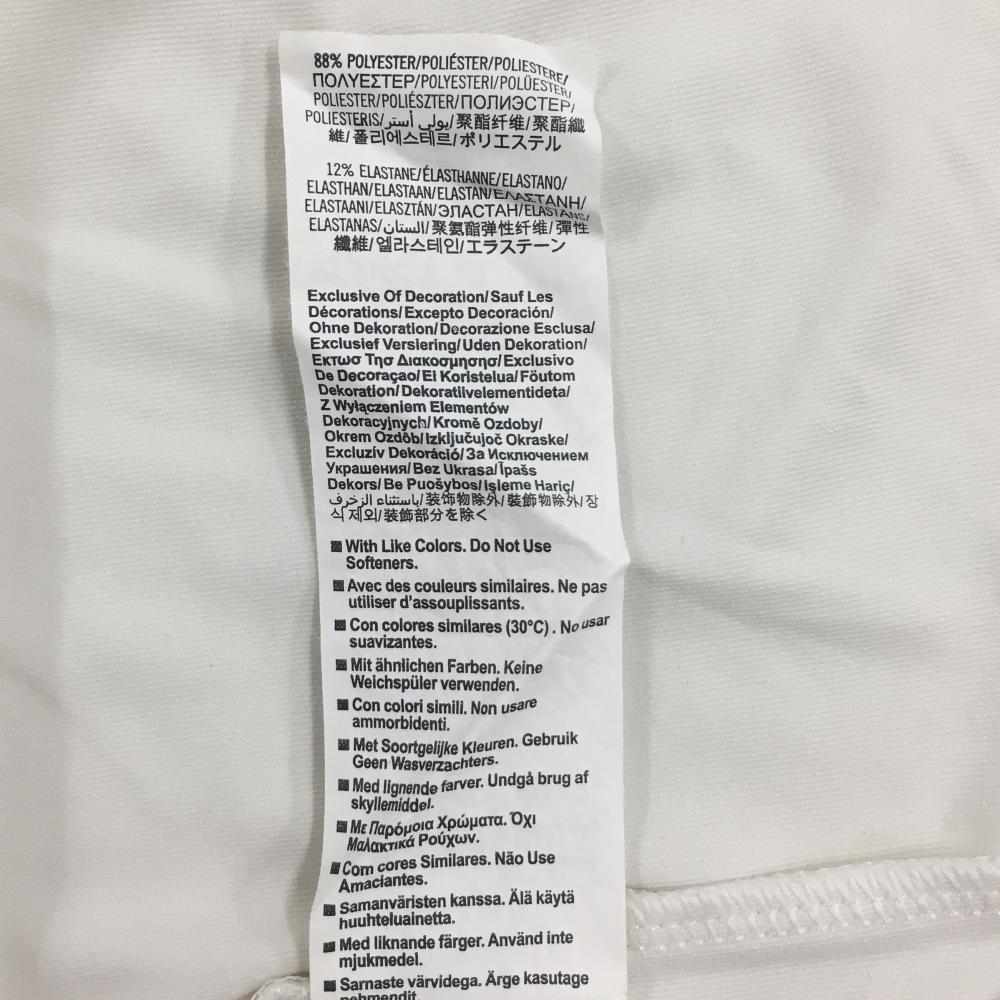 88% POLYESTER/POLIÉSTER/POLIESTERE/
ΠΟΛΥΕΣΤΕΡ/POLYESTERI/POLÜESTER/
POLIESTER/POLIÉSZTER/ПОЛИЭСТЕР/
POLIESTERIS/يولي أستر/聚酯纤维/聚酯纖
維/폴리에스테르/ポリエステル
12% ELASTANE/ÉLASTHANNE/ELASTANO/
ELASTHAN/ELASTAAN/ELASTAN/ΕΛΑΣΤΑΝΗ/
ELASTAANI/ELASZTÁN/ЭЛАСТАН/ELASTĀNS/
ELASTANAS/الستان/聚氨酯弹性纤维/彈性
纖維/엘라스테인/エラステーン
Exclusive Of Decoration/Sauf Les
Décorations/Excepto Decoración/
Ohne Dekoration/Decorazione Esclusa/
Exclusief Versiering/Uden Dekoration/
Εκτωσ Τησ Διακοσμησησ/Exclusivo
De Decoraçao/Ei Koristelua/Föutom
Dekoration/Dekoratiivelementideta/
Z Wyłączeniem Elementów
Dekoracyjnych/Kromě Ozdoby/
Okrem Ozdôb/Izključujoč Okraske/
Excluzív Dekoráció/За Исключением
Украшения/Bez Ukrasa/Īpašs
Dekors/Be Puošybos/Işleme Hariç/
باستثناء الزخرف/装饰物除外/裝飾物除外/장
식 제외/装飾部分を除く
With Like Colors. Do Not Use
Softeners.
Avec des couleurs similaires. Ne pas
utiliser d'assouplissants.
Con colores similares (30°C) . No usar
suavizantes.
Mit ähnlichen Farben. Keine
Weichspüler verwenden.
Con colori simili. Non usare
ammorbidenti.
Met Soortgelijke Kleuren. Gebruik
Geen Wasverzachters.
Med lignende farver. Undgå brug af
skyllemiddel.
Με Παρόμοια Χρώματα. Όχι
Μαλακτικά Ρούχων.
Com cores Similares. Não Use
Amaciantes.
Samanväristen kanssa. Älä käytä
huuhteluainetta.
Med liknande färger. Använd inte
mjukmedel.
Sarnaste värvidega. Ärge kasutage
pehmendit.